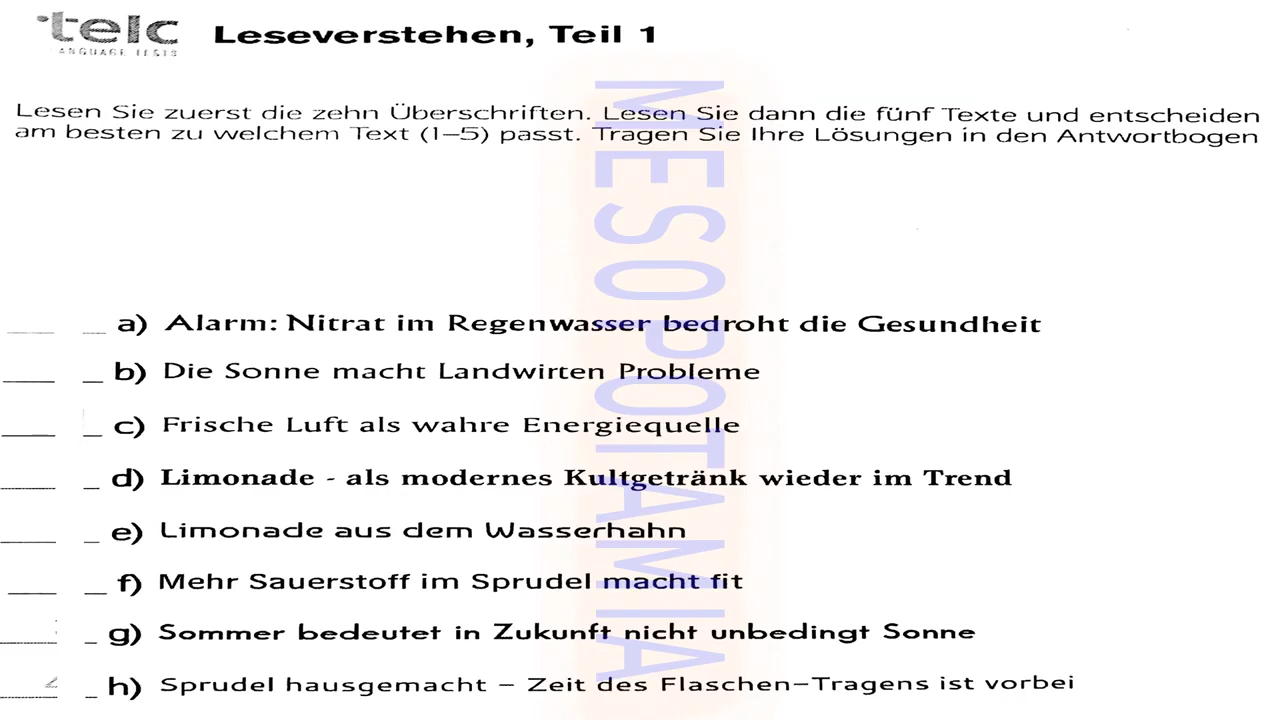 telc
LANGUAGE TESTS
Leseverstehen, Teil 1
Lesen Sie zuerst die zehn Überschriften. Lesen Sie dann die fünf Texte und entscheiden
am besten zu welchem Text (1–5) passt. Tragen Sie Ihre Lösungen in den Antwortbogen
a) Alarm: Nitrat im Regenwasser bedroht die Gesundheit
b) Die Sonne macht Landwirten Probleme
c) Frische Luft als wahre Energiequelle
d) Limonade - als modernes Kultgetränk wieder im Trend
e) Limonade aus dem Wasserhahn
f) Mehr Sauerstoff im Sprudel macht fit
g) Sommer bedeutet in Zukunft nicht unbedingt Sonne
h) Sprudel hausgemacht – Zeit des Flaschen–Tragens ist vorbei
MESOPOTAMIA